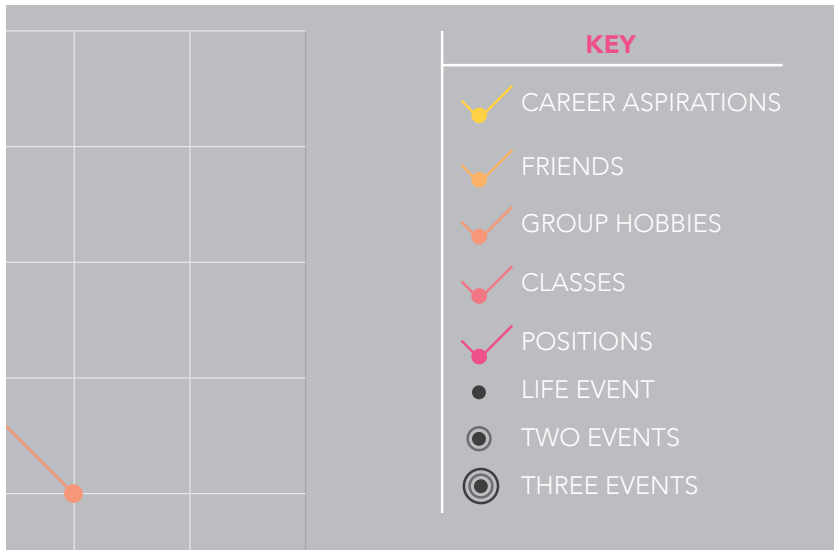 KEY
CAREER ASPIRATIONS
FRIENDS
GROUP HOBBIES
CLASSES
POSITIONS
LIFE EVENT
TWO EVENTS
THREE EVENTS